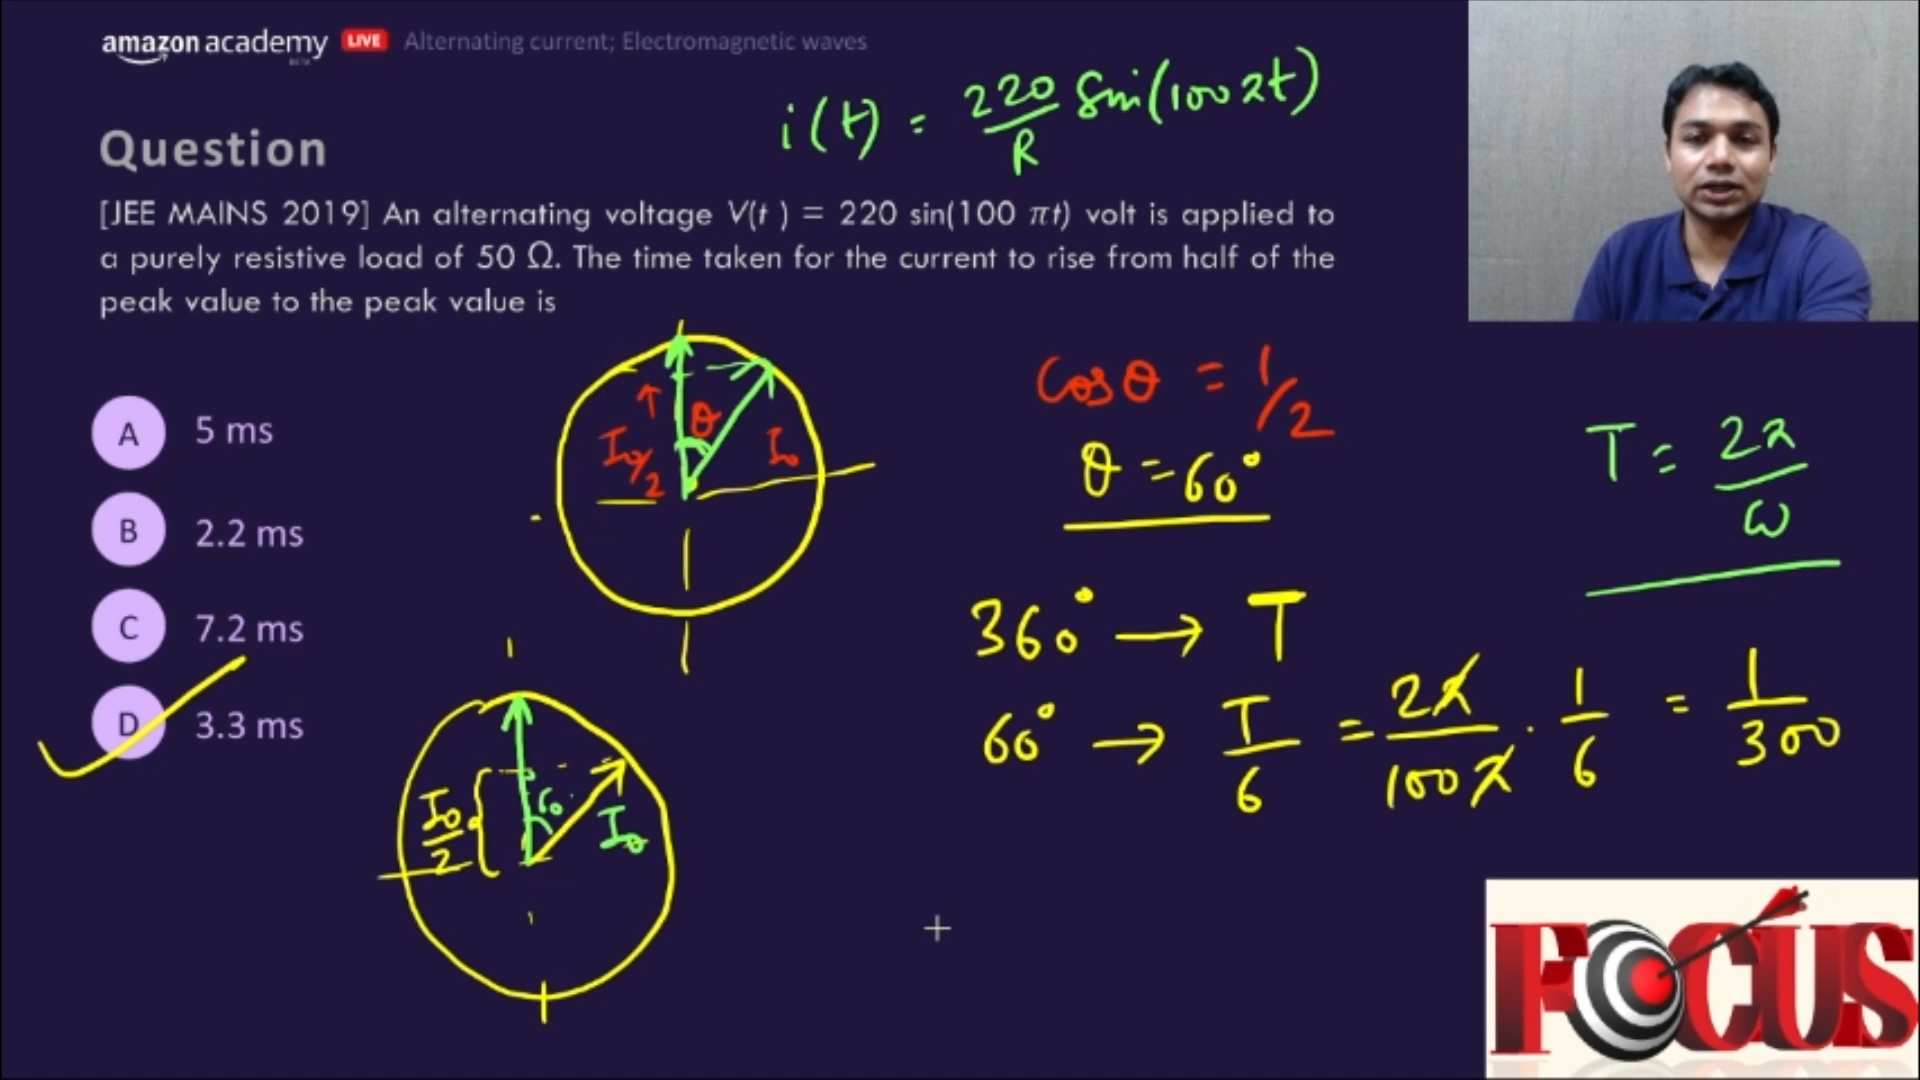 amazon academy LIVE Alternating current; Electromagnetic waves
BETA
i(t) = 220/R Sin(100πt)
Question
[JEE MAINS 2019] An alternating voltage V(t ) = 220 sin(100 πt) volt is applied to
a purely resistive load of 50 Ω. The time taken for the current to rise from half of the
peak value to the peak value is
A 5 ms
B 2.2 ms
C 7.2 ms
D 3.3 ms
I₀/2 θ I₀
Cosθ = 1/2
θ = 60°
T = 2π/ω
360° → T
60° → T/6 = 2π/100π · 1/6 = 1/300
I₀/2 60 I₀
FOCUS